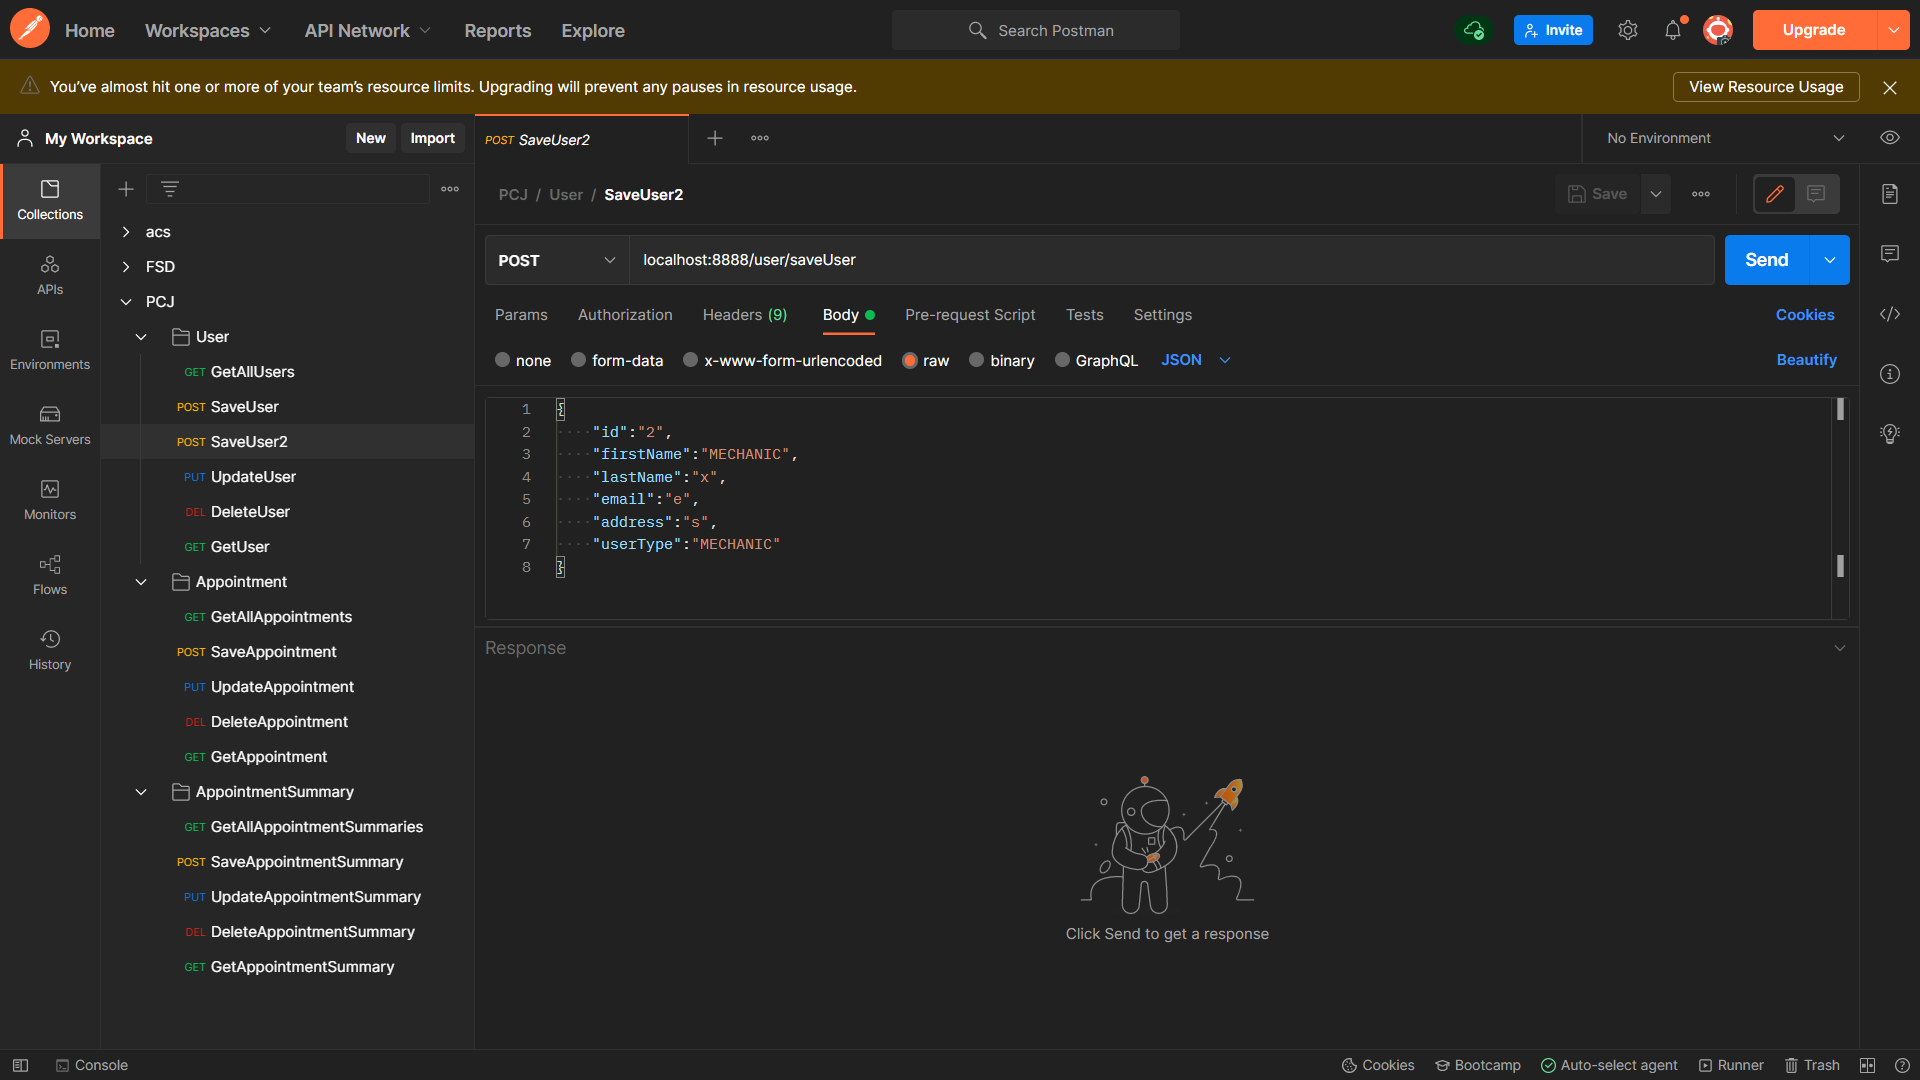 Home Workspaces API Network Reports Explore Search Postman Invite Upgrade
You've almost hit one or more of your team's resource limits. Upgrading will prevent any pauses in resource usage. View Resource Usage
My Workspace New Import POST SaveUser2 No Environment
Collections
APIs
Environments
Mock Servers
Monitors
Flows
History
acs
FSD
PCJ
User
GET GetAllUsers
POST SaveUser
POST SaveUser2
PUT UpdateUser
DEL DeleteUser
GET GetUser
Appointment
GET GetAllAppointments
POST SaveAppointment
PUT UpdateAppointment
DEL DeleteAppointment
GET GetAppointment
AppointmentSummary
GET GetAllAppointmentSummaries
POST SaveAppointmentSummary
PUT UpdateAppointmentSummary
DEL DeleteAppointmentSummary
GET GetAppointmentSummary
PCJ / User / SaveUser2 Save
POST localhost:8888/user/saveUser Send
Params Authorization Headers (9) Body Pre-request Script Tests Settings Cookies
none form-data x-www-form-urlencoded raw binary GraphQL JSON Beautify
1 {
2 "id":"2",
3 "firstName":"MECHANIC",
4 "lastName":"x",
5 "email":"e",
6 "address":"s",
7 "userType":"MECHANIC"
8 }
Response
Click Send to get a response
Console Cookies Bootcamp Auto-select agent Runner Trash